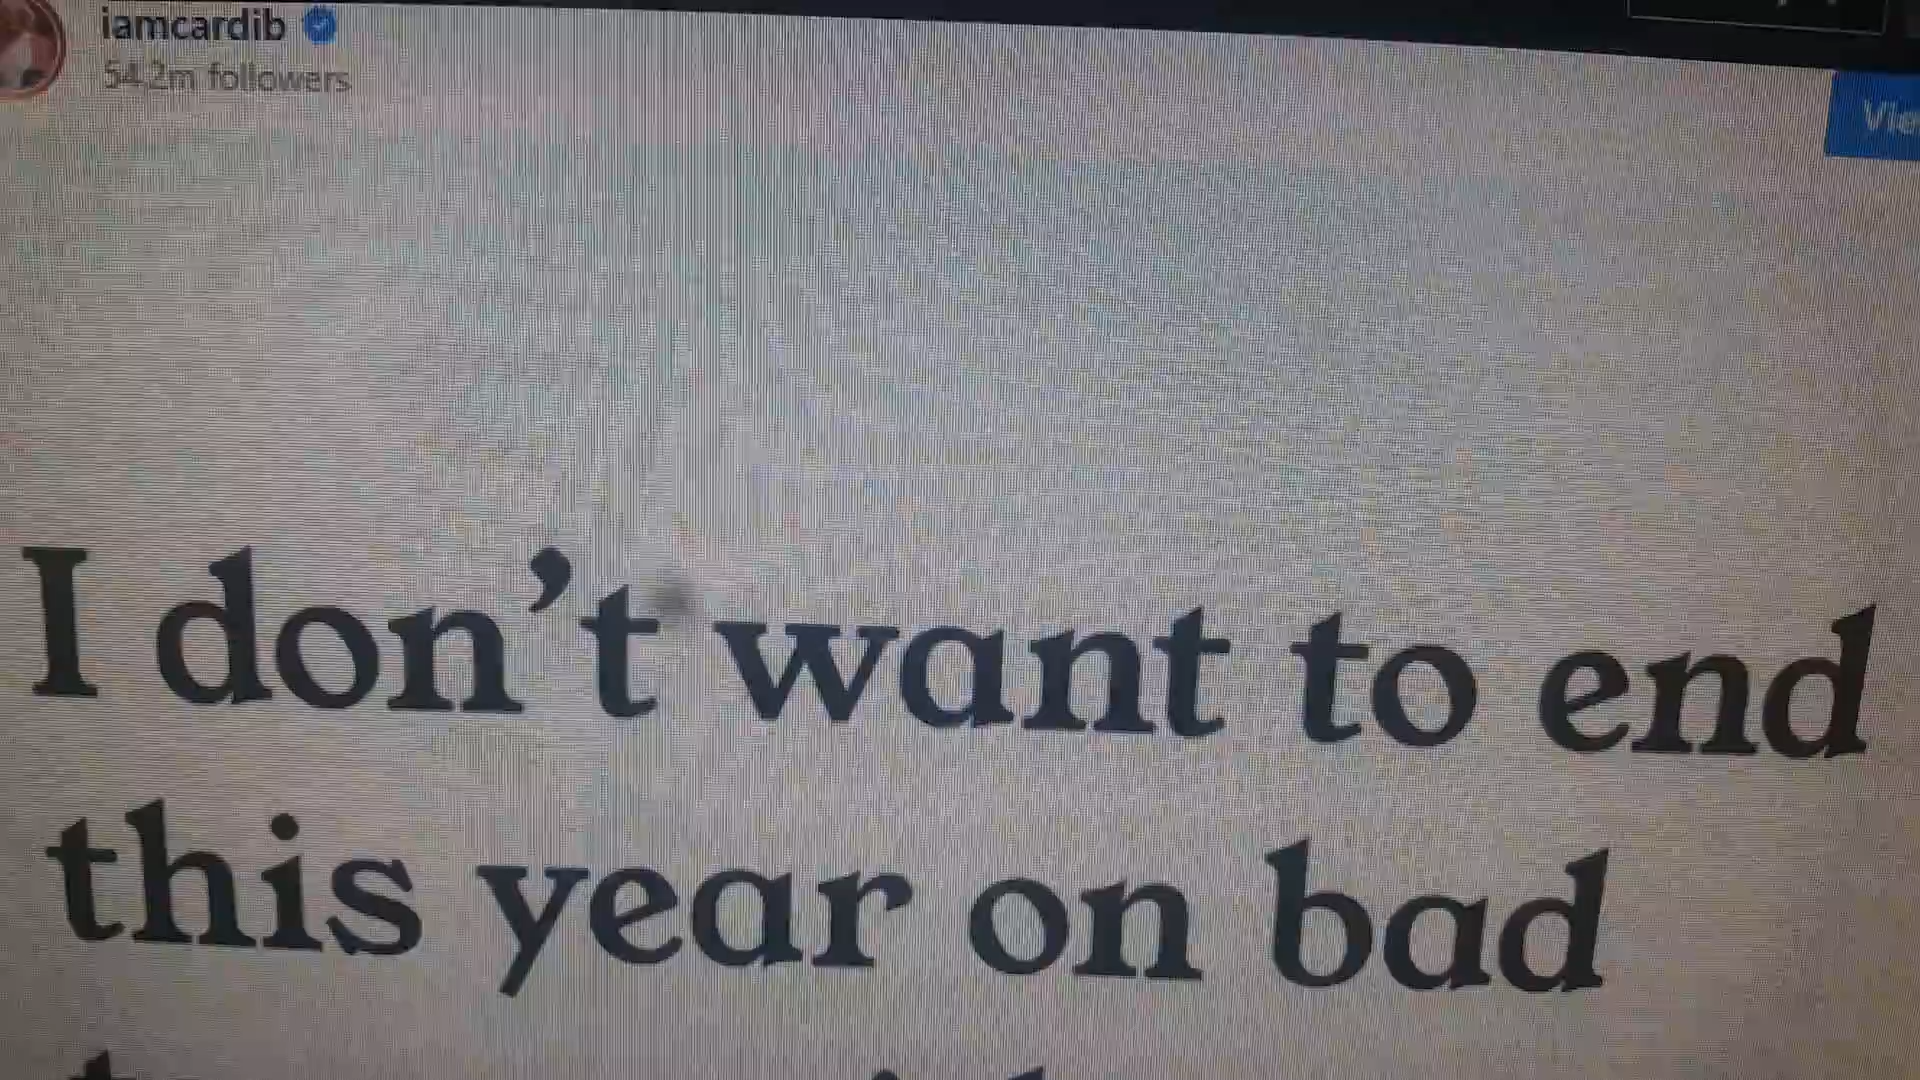 iamcardib
54.2m followers
I don't want to end
this year on bad